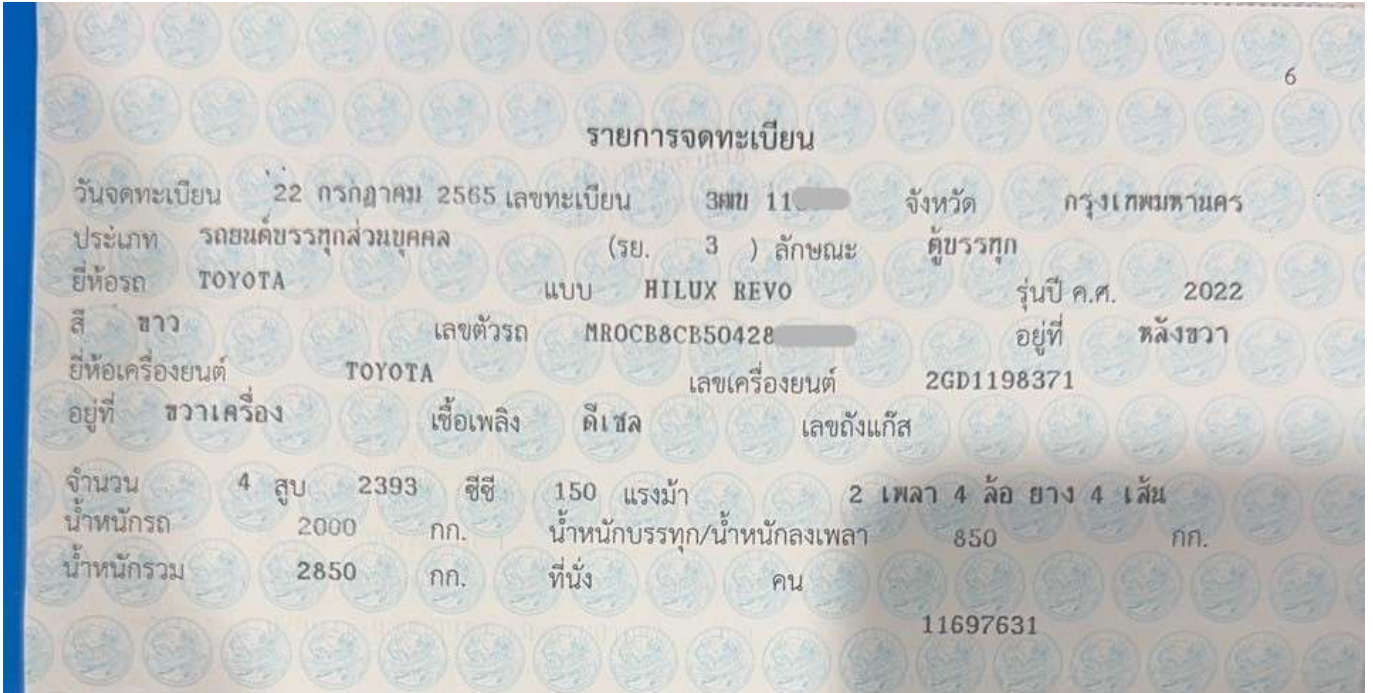 6
รายการจดทะเบียน
วันจดทะเบียน 22 กรกฎาคม 2565 เลขทะเบียน 3ฒฃ 11 จังหวัด กรุงเทพมหานคร
ประเภท รถยนต์บรรทุกส่วนบุคคล (รย. 3 ) ลักษณะ ตู้บรรทุก
ยี่ห้อรถ TOYOTA แบบ HILUX REVO รุ่นปี ค.ศ. 2022
สี ขาว เลขตัวรถ MR0CB8CB50428 อยู่ที่ หลังขวา
ยี่ห้อเครื่องยนต์ TOYOTA เลขเครื่องยนต์ 2GD1198371
อยู่ที่ ขวาเครื่อง เชื้อเพลิง ดีเซล เลขถังแก๊ส
จำนวน 4 สูบ 2393 ซีซี 150 แรงม้า 2 เพลา 4 ล้อ ยาง 4 เส้น
น้ำหนักรถ 2000 กก. น้ำหนักบรรทุก/น้ำหนักลงเพลา 850 กก.
น้ำหนักรวม 2850 กก. ที่นั่ง คน
11697631